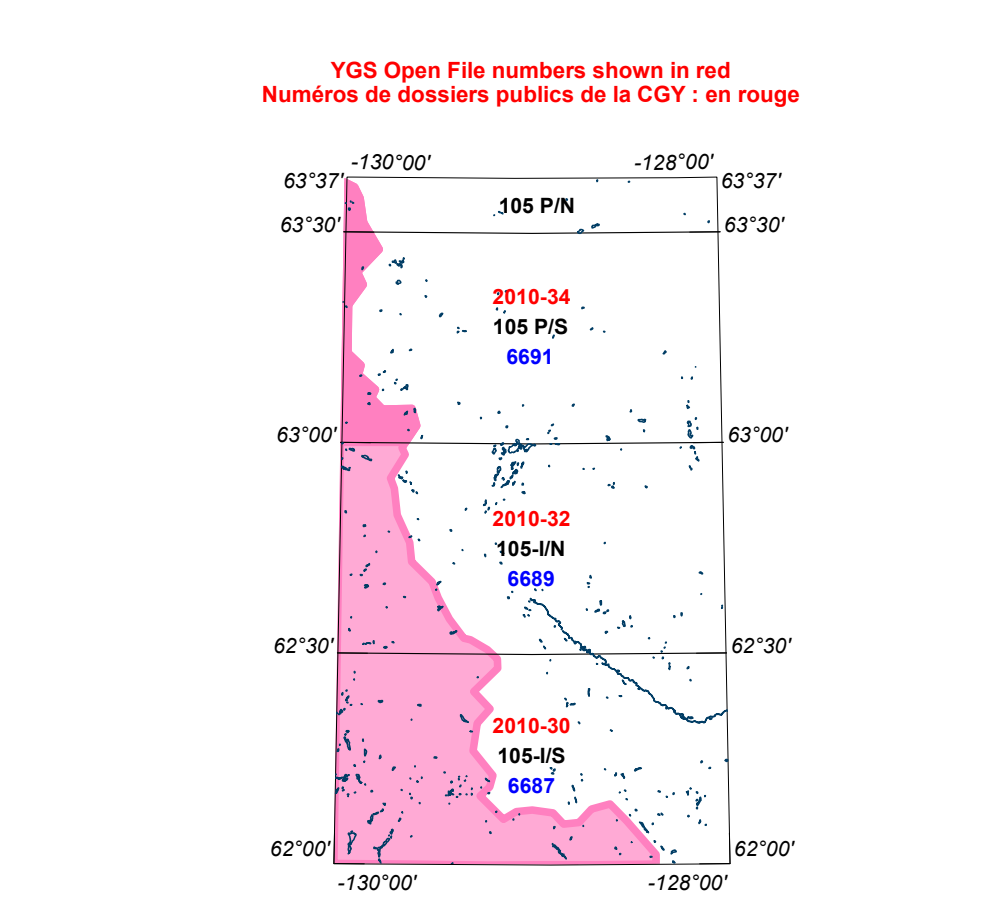 YGS Open File numbers shown in red
Numéros de dossiers publics de la CGY : en rouge
-130°00' -128°00'
63°37' 63°37'
105 P/N
63°30' 63°30'
2010-34
105 P/S
6691
63°00' 63°00'
2010-32
105-I/N
6689
62°30' 62°30'
2010-30
105-I/S
6687
62°00' 62°00'
-130°00' -128°00'